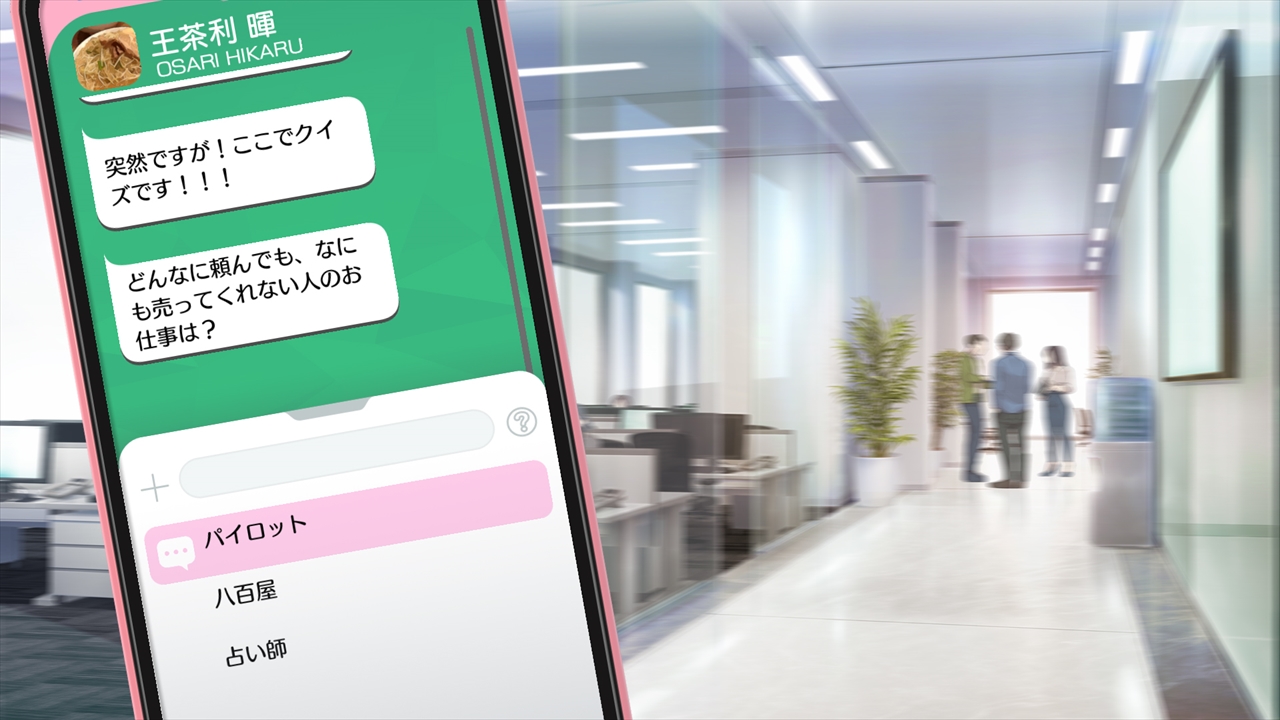 王茶利 暉
OSARI HIKARU
突然ですが！ここでクイ
ズです！！！
どんなに頼んでも、なに
も売ってくれない人のお
仕事は？
パイロット
八百屋
占い師